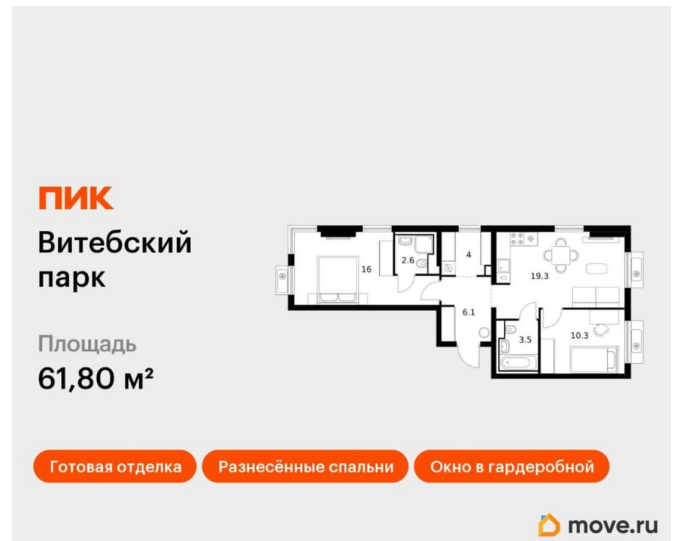 ПИК
Витебский
парк
Площадь
61,80 м²
16
2.6
4
19.3
6.1
3.5
10.3
Готовая отделка
Разнесённые спальни
Окно в гардеробной
move.ru